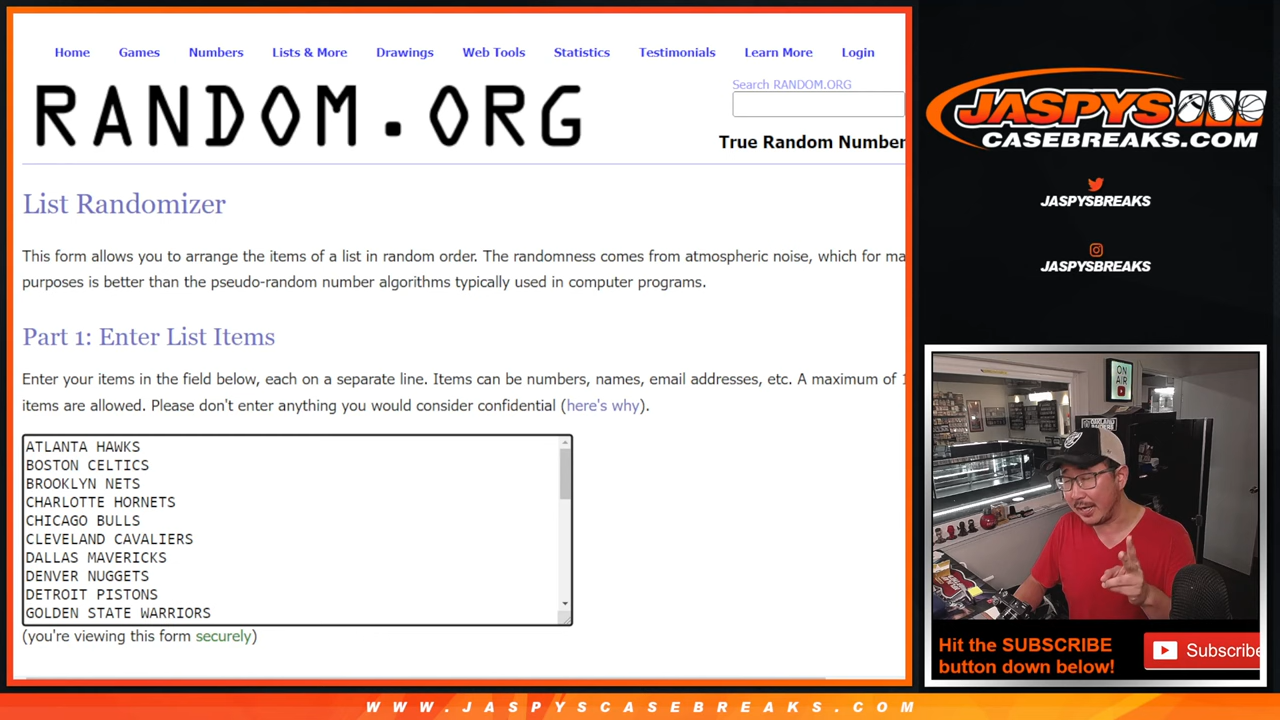 Home Games Numbers Lists & More Drawings Web Tools Statistics Testimonials Learn More Login
RANDOM.ORG
Search RANDOM.ORG
True Random Number
List Randomizer
This form allows you to arrange the items of a list in random order. The randomness comes from atmospheric noise, which for ma
purposes is better than the pseudo-random number algorithms typically used in computer programs.
Part 1: Enter List Items
Enter your items in the field below, each on a separate line. Items can be numbers, names, email addresses, etc. A maximum of 1
items are allowed. Please don't enter anything you would consider confidential (here's why).
ATLANTA HAWKS
BOSTON CELTICS
BROOKLYN NETS
CHARLOTTE HORNETS
CHICAGO BULLS
CLEVELAND CAVALIERS
DALLAS MAVERICKS
DENVER NUGGETS
DETROIT PISTONS
GOLDEN STATE WARRIORS
(you're viewing this form securely)
JASPYS
CASEBREAKS.COM
JASPYSBREAKS
JASPYSBREAKS
ON
AIR
Hit the SUBSCRIBE
button down below!
Subscribe
WWW.JASPYSCASEBREAKS.COM